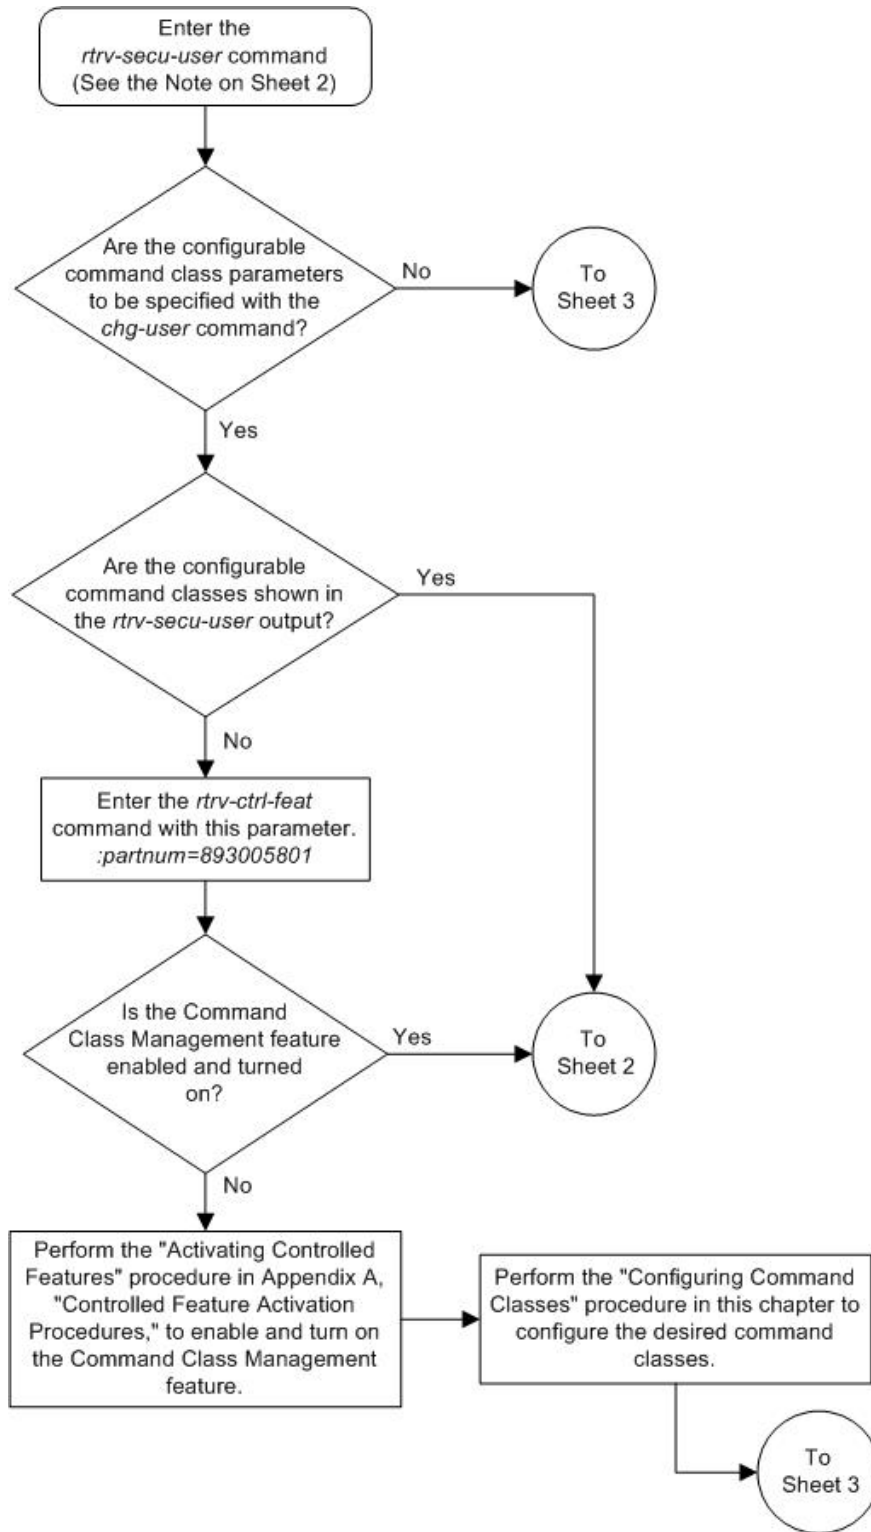 Enter the
rtrv-secu-user command
(See the Note on Sheet 2)
Are the configurable
command class parameters
to be specified with the
chg-user command?
No
To
Sheet 3
Yes
Are the configurable
command classes shown in
the rtrv-secu-user output?
Yes
No
Enter the rtrv-ctrl-feat
command with this parameter.
:partnum=893005801
Is the Command
Class Management feature
enabled and turned
on?
Yes
To
Sheet 2
No
Perform the "Activating Controlled
Features" procedure in Appendix A,
"Controlled Feature Activation
Procedures," to enable and turn on
the Command Class Management
feature.
Perform the "Configuring Command
Classes" procedure in this chapter to
configure the desired command
classes.
To
Sheet 3